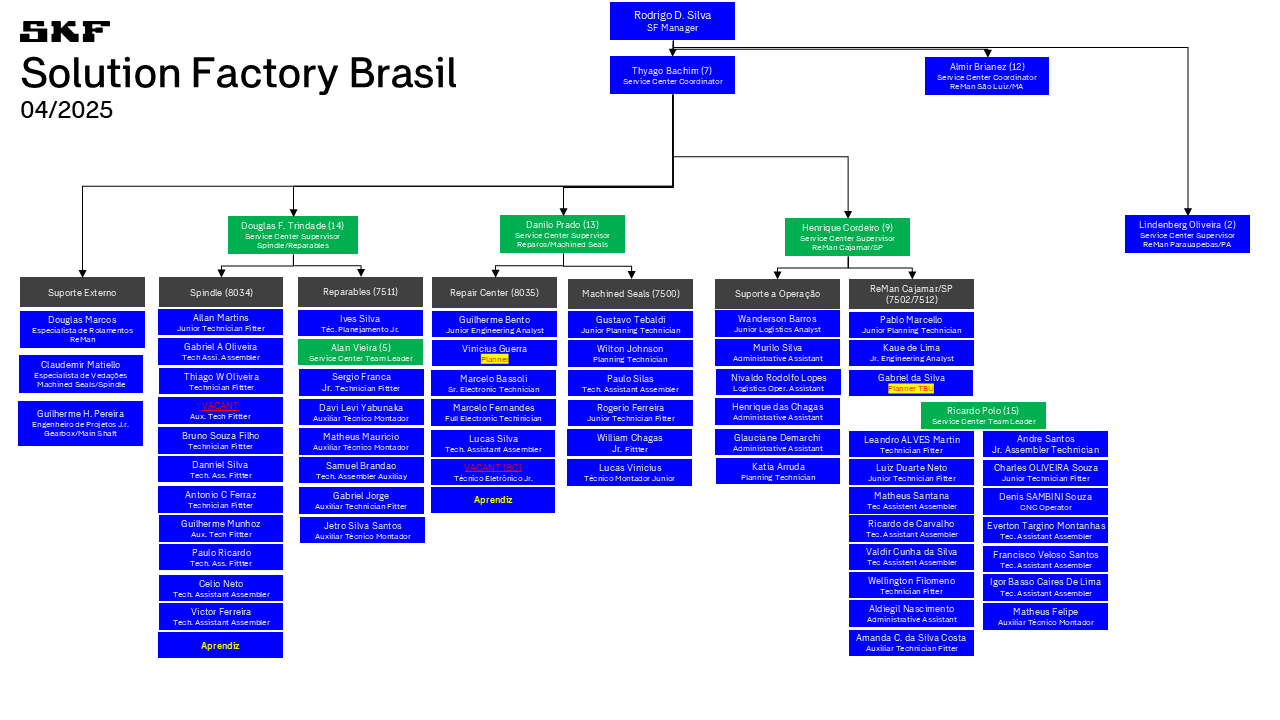 SKF
Solution Factory Brasil
04/2025
Rodrigo D. Silva
SF Manager
Thyago Bachim (7)
Service Center Coordinator
Almir Brianez (12)
Service Center Coordinator
ReMan São Luiz/MA
Douglas F. Trindade (14)
Service Center Supervisor
Spindle/Reparables
Danilo Prado (13)
Service Center Supervisor
Reparos/Machined Seals
Henrique Cordeiro (9)
Service Center Supervisor
ReMan Cajamar/SP
Lindenberg Oliveira (2)
Service Center Supervisor
ReMan Parauapebas/PA
Suporte Externo
Douglas Marcos
Especialista de Rolamentos
ReMan
Claudemir Matiello
Especialista de Vedações
Machined Seals/Spindle
Guilherme H. Pereira
Engenheiro de Projetos J.r.
Gearbox/Main Shaft
Spindle (8034)
Allan Martins
Junior Technician Fitter
Gabriel A Oliveira
Tech Assi. Assembler
Thiago W Oliveira
Technician Fittter
VACANT
Aux. Tech Fittter
Bruno Souza Filho
Technician Fittter
Danniel Silva
Tech. Ass. Fittter
Antonio C Ferraz
Technician Fittter
Guilherme Munhoz
Aux. Tech Fittter
Paulo Ricardo
Tech. Ass. Fittter
Celio Neto
Tech. Assistant Assembler
Victor Ferreira
Tech. Assistant Assembler
Aprendiz
Reparables (7511)
Ives Silva
Téc. Planejamento Jr.
Alan Vieira (5)
Service Center Team Leader
Sergio Franca
Jr. Technician Fitter
Davi Levi Yabunaka
Auxiliar Técnico Montador
Matheus Mauricio
Auxiliar Técnico Montador
Samuel Brandao
Tech. Assembler Auxiliay
Gabriel Jorge
Auxiliar Technician Fitter
Jetro Silva Santos
Auxiliar Técnico Montador
Repair Center (8035)
Guilherme Bento
Junior Engineering Analyst
Vinicius Guerra
Planner
Marcelo Bassoli
Sr. Electronic Technician
Marcelo Fernandes
Full Electronic Techinician
Lucas Silva
Tech. Assistant Assembler
VACANT (BC)
Técnico Eletrônico Jr.
Aprendiz
Machined Seals (7500)
Gustavo Tebaldi
Junior Planning Technician
Wilton Johnson
Planning Technician
Paulo Silas
Tech. Assistant Assembler
Rogerio Ferreira
Junior Technician Fitter
William Chagas
Jr. Fittter
Lucas Vinicius
Técnico Montador Junior
Suporte a Operação
Wanderson Barros
Junior Logistics Analyst
Murilo Silva
Administrative Assistant
Nivaldo Rodolfo Lopes
Logistics Oper. Assistant
Henrique das Chagas
Administrative Assistant
Glauciane Demarchi
Administrative Assistant
Katia Arruda
Planning Technician
ReMan Cajamar/SP
(7502/7512)
Pablo Marcello
Junior Planning Technician
Kaue de Lima
Jr. Engineering Analyst
Gabriel da Silva
Planner TBU
Ricardo Polo (15)
Service Center Team Leader
Leandro ALVES Martin
Technician Fitter
Luiz Duarte Neto
Junior Technician Fitter
Matheus Santana
Tec Assistent Assembler
Ricardo de Carvalho
Tec. Assistant Assembler
Valdir Cunha da Silva
Tec Assistent Assembler
Wellington Filomeno
Technician Fitter
Aldiegil Nascimento
Administrative Assistant
Amanda C. da Silva Costa
Auxiliar Technician Fitter
Andre Santos
Jr. Assembler Technician
Charles OLIVEIRA Souza
Junior Technician Fitter
Denis SAMBINI Souza
CNC Operator
Everton Targino Montanhas
Tec. Assistant Assembler
Francisco Veloso Santos
Tec. Assistant Assembler
Igor Basso Caires De Lima
Tec. Assistant Assembler
Matheus Felipe
Auxiliar Técnico Montador